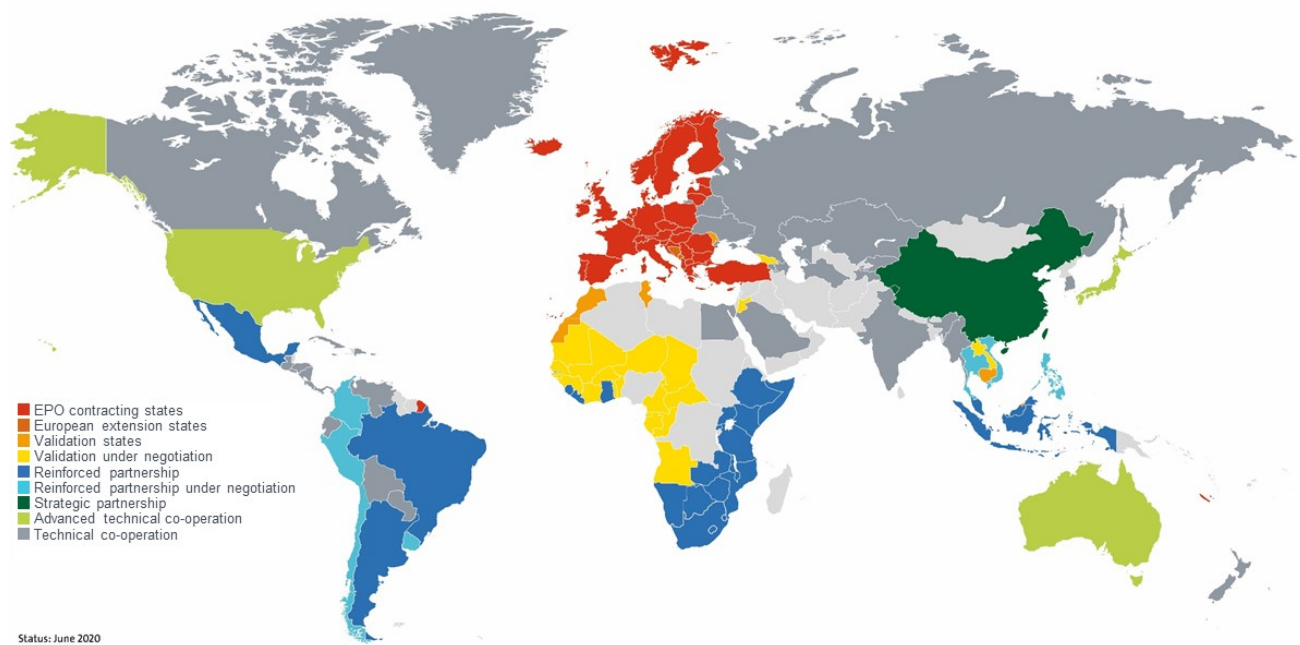 EPO contracting states
European extension states
Validation states
Validation under negotiation
Reinforced partnership
Reinforced partnership under negotiation
Strategic partnership
Advanced technical co-operation
Technical co-operation
Status: June 2020